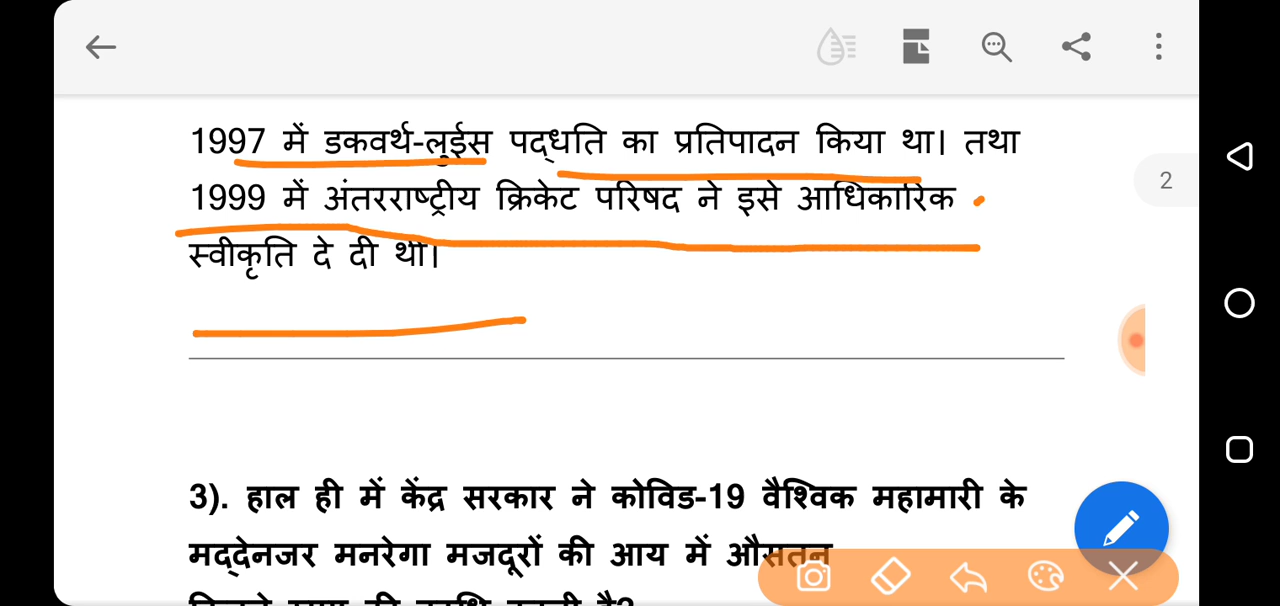 1997 में डकवर्थ-लुईस पद्धति का प्रतिपादन किया था। तथा
1999 में अंतरराष्ट्रीय क्रिकेट परिषद ने इसे आधिकारिक
स्वीकृति दे दी थी।
2
3). हाल ही में केंद्र सरकार ने कोविड-19 वैश्विक महामारी के
मद्देनजर मनरेगा मजदूरों की आय में औसतन